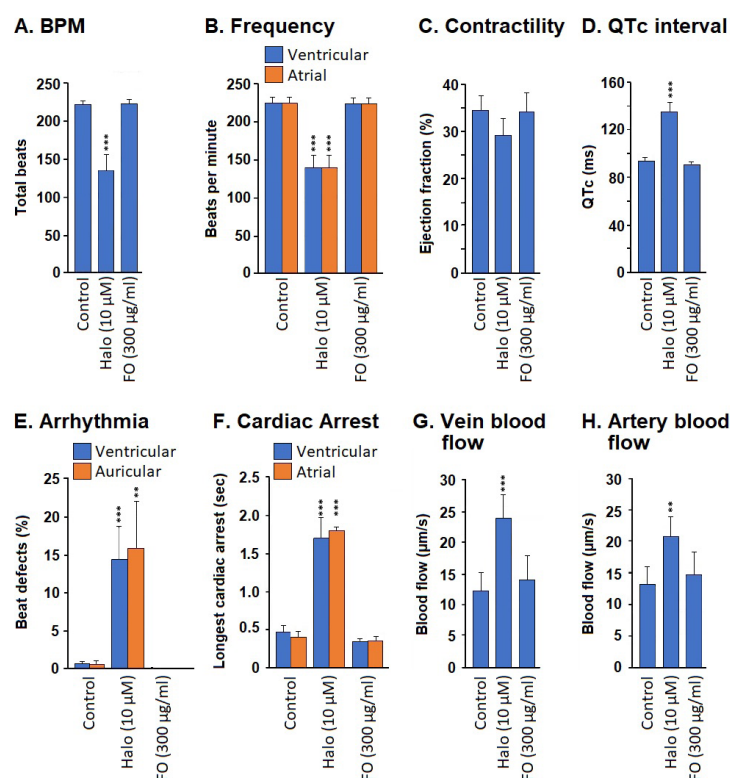 A. BPM
B. Frequency
C. Contractility
D. QTc interval
Ventricular
Atrial
Total beats
250
200
150
100
50
0
***
Control
Halo (10 µM)
FO (300 µg/ml)
Beats per minute
250
200
150
100
50
0
***
***
Control
Halo (10 µM)
FO (300 µg/ml)
Ejection fraction (%)
40
30
20
10
0
Control
Halo (10 µM)
FO (300 µg/ml)
QTc (ms)
160
120
80
40
0
***
Control
Halo (10 µM)
FO (300 µg/ml)
E. Arrhythmia
F. Cardiac Arrest
G. Vein blood
flow
H. Artery blood
flow
Ventricular
Auricular
Beat defects (%)
25
20
15
10
5
0
***
**
Control
Halo (10 µM)
FO (300 µg/ml)
Ventricular
Atrial
Longest cardiac arrest (sec)
2.5
2.0
1.5
1.0
0.5
0
***
***
Control
Halo (10 µM)
FO (300 µg/ml)
Blood flow (µm/s)
30
25
20
15
10
5
0
***
Control
Halo (10 µM)
FO (300 µg/ml)
Blood flow (µm/s)
30
25
20
15
10
5
0
**
Control
Halo (10 µM)
FO (300 µg/ml)